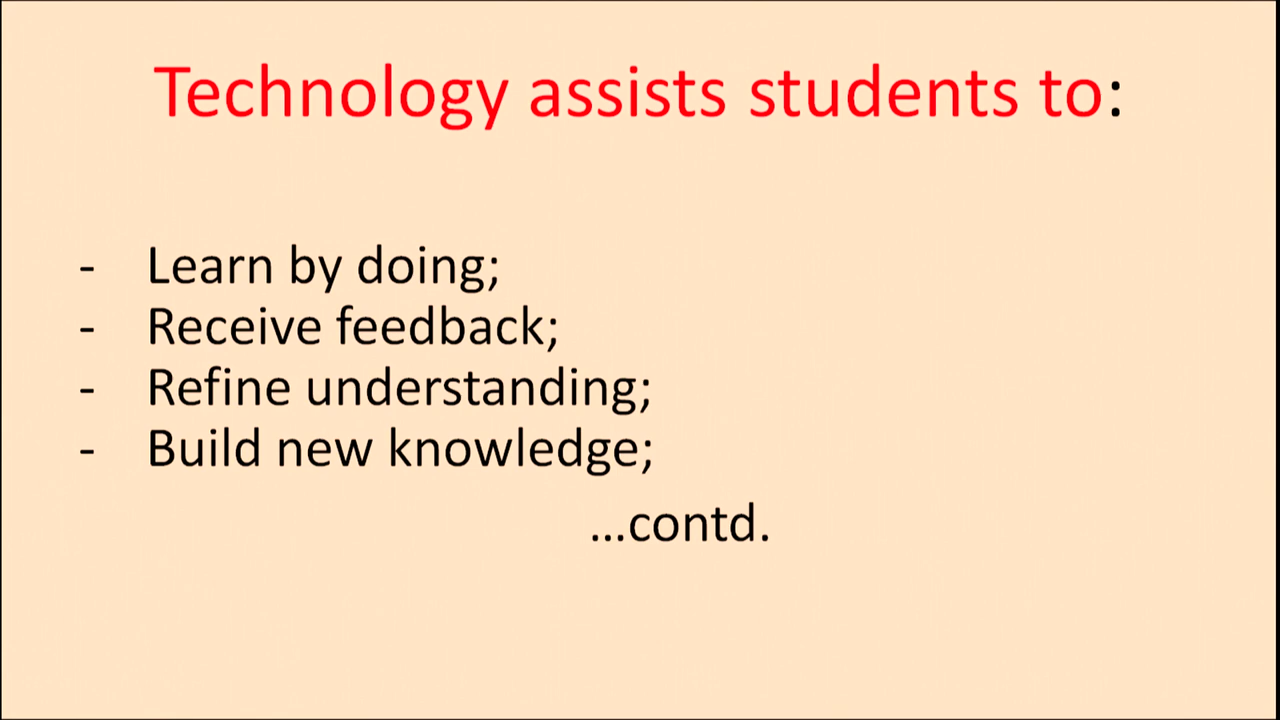 Technology assists students to:
- Learn by doing;
- Receive feedback;
- Refine understanding;
- Build new knowledge;
...contd.